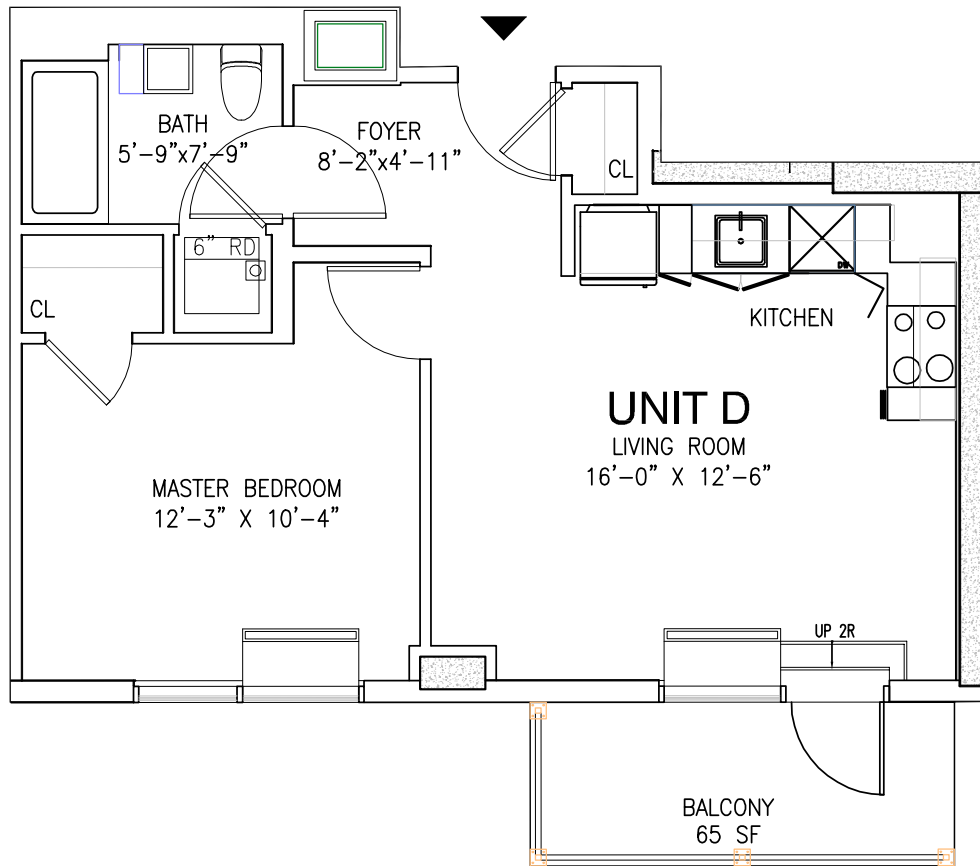 BATH
5'-9"x7'-9"
FOYER
8'-2"x4'-11"
CL
6" RD
CL
DW
KITCHEN
UNIT D
LIVING ROOM
16'-0" X 12'-6"
MASTER BEDROOM
12'-3" X 10'-4"
UP 2R
BALCONY
65 SF